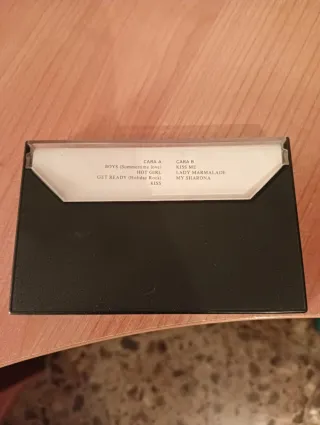 CARA A
BOYS (Summertime love)
HOT GIRL
GET READY (Holiday Rock)
KISS
CARA B
KISS ME
LADY MARMALADE
MY SHARONA